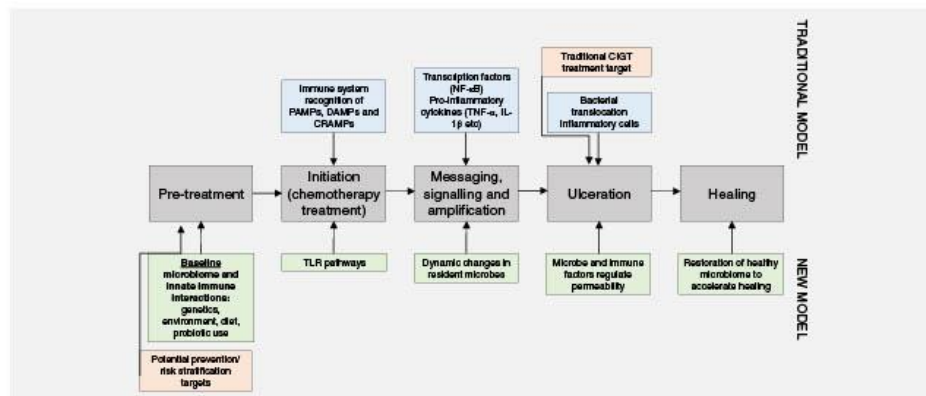 TRADITIONAL MODEL
Traditional CIGT
treatment target
Immune system
recognition of
PAMPs, DAMPs and
CRAMPs
Transcription factors
(NF-κB)
Pro-inflammatory
cytokines (TNF-α, IL-
1β etc)
Bacterial
translocation
Inflammatory cells
Pre-treatment
Initiation
(chemotherapy
treatment)
Messaging,
signalling and
amplification
Ulceration
Healing
Baseline
microbiome and
innate immune
interactions:
genetics,
environment, diet,
probiotic use
TLR pathways
Dynamic changes in
resident microbes
Microbe and immune
factors regulate
permeability
Restoration of healthy
microbiome to
accelerate healing
Potential prevention/
risk stratification
targets
NEW MODEL